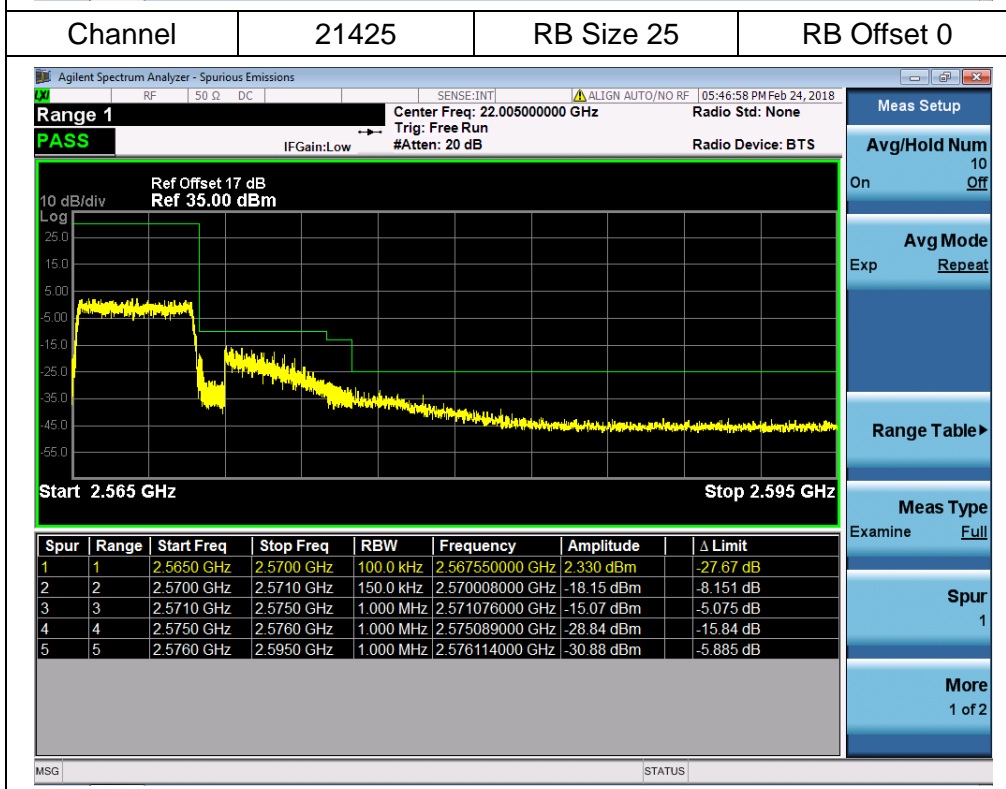 Channel 21425 RB Size 25 RB Offset 0
Agilent Spectrum Analyzer - Spurious Emissions
LXI RF 50 Ω DC SENSE:INT ALIGN AUTO/NO RF 05:46:58 PM Feb 24, 2018
Range 1 Center Freq: 22.005000000 GHz Radio Std: None
Trig: Free Run
PASS IFGain:Low #Atten: 20 dB Radio Device: BTS
Ref Offset 17 dB
10 dB/div Ref 35.00 dBm
Log
25.0
15.0
5.00
-5.00
-15.0
-25.0
-35.0
-45.0
-55.0
Start 2.565 GHz Stop 2.595 GHz
Spur Range Start Freq Stop Freq RBW Frequency Amplitude Δ Limit
1 1 2.5650 GHz 2.5700 GHz 100.0 kHz 2.567550000 GHz 2.330 dBm -27.67 dB
2 2 2.5700 GHz 2.5710 GHz 150.0 kHz 2.570008000 GHz -18.15 dBm -8.151 dB
3 3 2.5710 GHz 2.5750 GHz 1.000 MHz 2.571076000 GHz -15.07 dBm -5.075 dB
4 4 2.5750 GHz 2.5760 GHz 1.000 MHz 2.575089000 GHz -28.84 dBm -15.84 dB
5 5 2.5760 GHz 2.5950 GHz 1.000 MHz 2.576114000 GHz -30.88 dBm -5.885 dB
Meas Setup
Avg/Hold Num
10
On Off
Avg Mode
Exp Repeat
Range Table
Meas Type
Examine Full
Spur
1
More
1 of 2
MSG STATUS